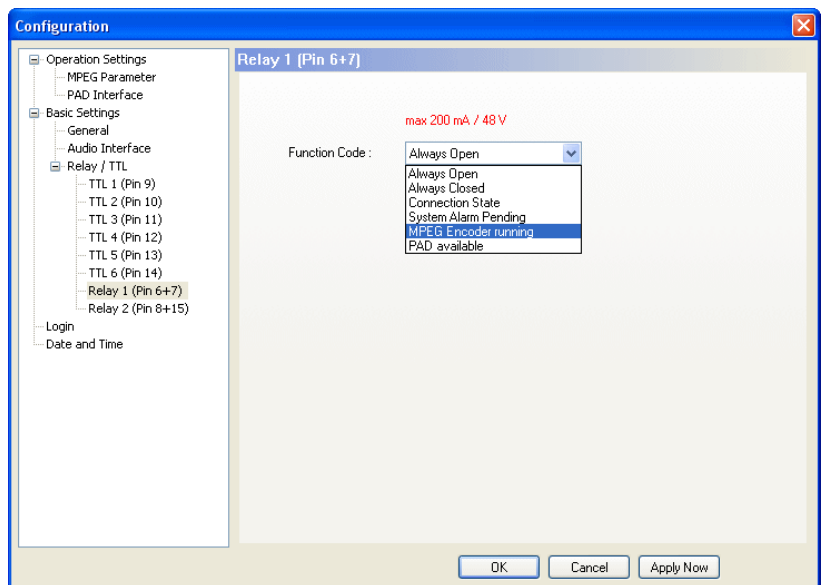 Configuration
Operation Settings
MPEG Parameter
PAD Interface
Basic Settings
General
Audio Interface
Relay / TTL
TTL 1 (Pin 9)
TTL 2 (Pin 10)
TTL 3 (Pin 11)
TTL 4 (Pin 12)
TTL 5 (Pin 13)
TTL 6 (Pin 14)
Relay 1 (Pin 6+7)
Relay 2 (Pin 8+15)
Login
Date and Time
Relay 1 (Pin 6+7)
max 200 mA / 48 V
Function Code : Always Open
Always Open
Always Closed
Connection State
System Alarm Pending
MPEG Encoder running
PAD available
OK Cancel Apply Now